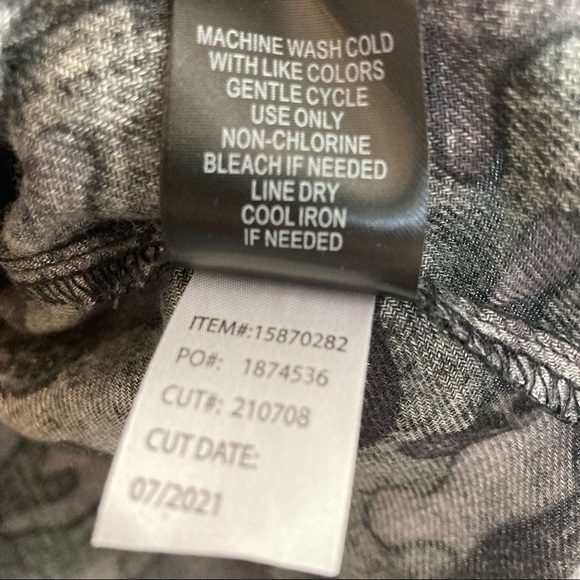 MACHINE WASH COLD
WITH LIKE COLORS
GENTLE CYCLE
USE ONLY
NON-CHLORINE
BLEACH IF NEEDED
LINE DRY
COOL IRON
IF NEEDED
ITEM#:15870282
PO#: 1874536
CUT#: 210708
CUT DATE:
07/2021